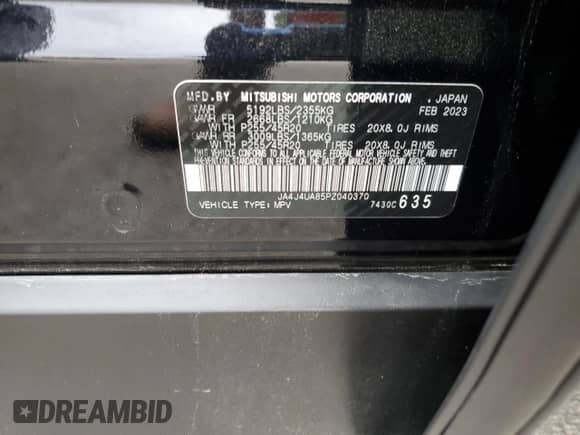 MFD.BY MITSUBISHI MOTORS CORPORATION , JAPAN
GVWR 5192LBS/2355KG FEB 2023
GAWR FR 2668LBS/1210KG
WITH P255/45R20 TIRES 20X8.0J RIMS
GAWR RR 3009LBS/1365KG
WITH P255/45R20 TIRES 20X8.0J RIMS
THIS VEHICLE CONFORMS TO ALL APPLICABLE FEDERAL MOTOR
VEHICLE SAFETY AND THEFT PREVENTION
STANDARDS IN EFFECT ON THE DATE OF MANUFACTURE SHOWN ABOVE.
JA4J4UA85PZ040370
VEHICLE TYPE: MPV 7430C 635
DREAMBID